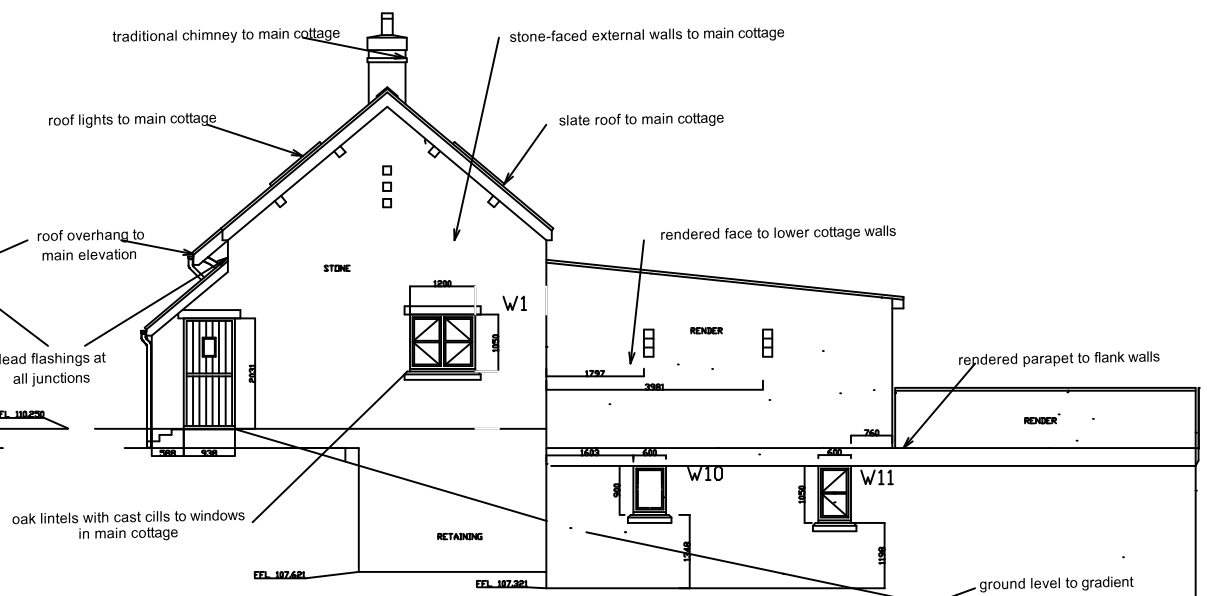 traditional chimney to main cottage
stone-faced external walls to main cottage
roof lights to main cottage
slate roof to main cottage
roof overhang to
main elevation
rendered face to lower cottage walls
STONE
1200
W1
1050
RENDER
lead flashings at
all junctions
2031
1797
3981
rendered parapet to flank walls
FFL 110.250
RENDER
760
588
938
1603
600
600
W10
W11
900
1050
oak lintels with cast cills to windows
in main cottage
RETAINING
1248
1198
FFL 107.621
FFL 107.321
ground level to gradient